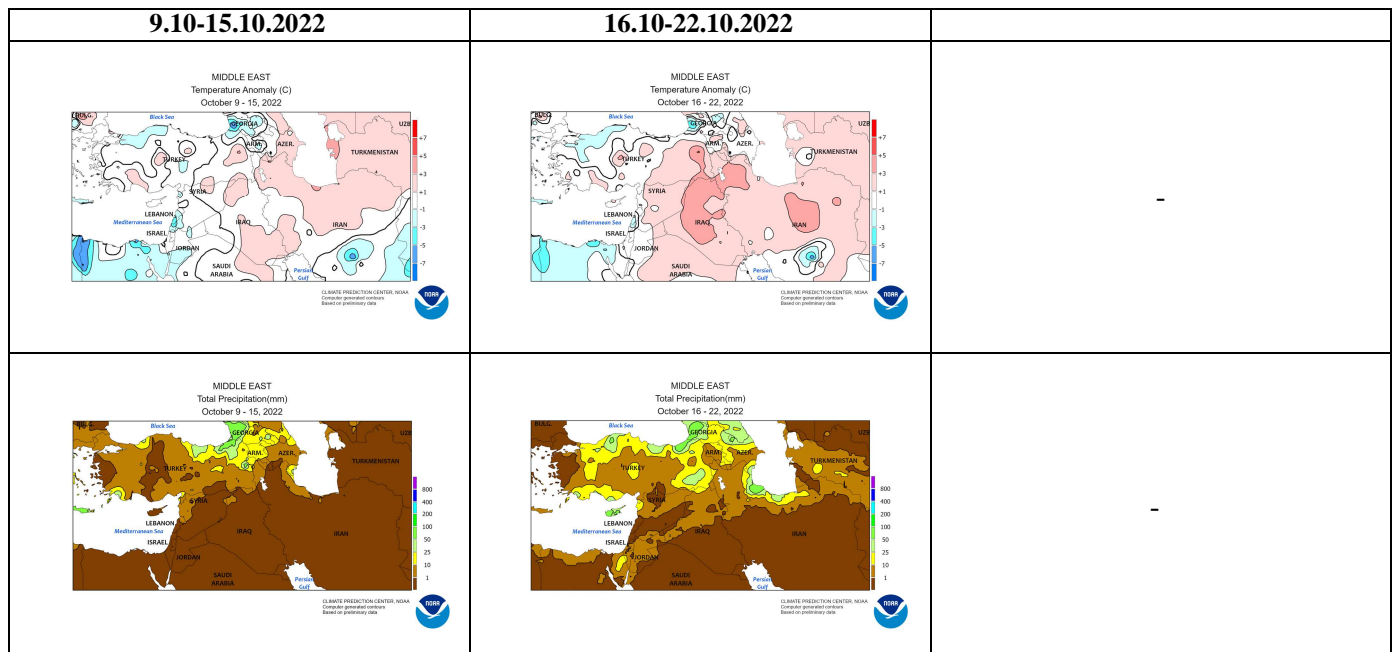 9.10-15.10.2022
16.10-22.10.2022
MIDDLE EAST
Temperature Anomaly (C)
October 9 - 15, 2022
BULG.
Black Sea
GEORGIA
UZB
ARM.
AZER.
TURKMENISTAN
TURKEY
SYRIA
LEBANON
Mediterranean Sea
IRAQ
IRAN
ISRAEL
JORDAN
SAUDI
ARABIA
Persian
Gulf
+7
+5
+3
+1
-1
-3
-5
-7
CLIMATE PREDICTION CENTER, NOAA
Computer generated contours
Based on preliminary data
NOAA
MIDDLE EAST
Temperature Anomaly (C)
October 16 - 22, 2022
BULG.
Black Sea
GEORGIA
UZB
ARM.
AZER.
TURKMENISTAN
TURKEY
SYRIA
LEBANON
Mediterranean Sea
IRAQ
IRAN
ISRAEL
JORDAN
SAUDI
ARABIA
Persian
Gulf
+7
+5
+3
+1
-1
-3
-5
-7
CLIMATE PREDICTION CENTER, NOAA
Computer generated contours
Based on preliminary data
NOAA
-
MIDDLE EAST
Total Precipitation(mm)
October 9 - 15, 2022
BULG.
Black Sea
GEORGIA
UZB
ARM.
AZER.
TURKMENISTAN
TURKEY
SYRIA
LEBANON
Mediterranean Sea
IRAQ
IRAN
ISRAEL
JORDAN
SAUDI
ARABIA
Persian
Gulf
800
400
200
100
50
25
10
1
CLIMATE PREDICTION CENTER, NOAA
Computer generated contours
Based on preliminary data
NOAA
MIDDLE EAST
Total Precipitation(mm)
October 16 - 22, 2022
BULG.
Black Sea
GEORGIA
UZB
ARM.
AZER.
TURKMENISTAN
TURKEY
SYRIA
LEBANON
Mediterranean Sea
IRAQ
IRAN
ISRAEL
JORDAN
SAUDI
ARABIA
Persian
Gulf
800
400
200
100
50
25
10
1
CLIMATE PREDICTION CENTER, NOAA
Computer generated contours
Based on preliminary data
NOAA
-